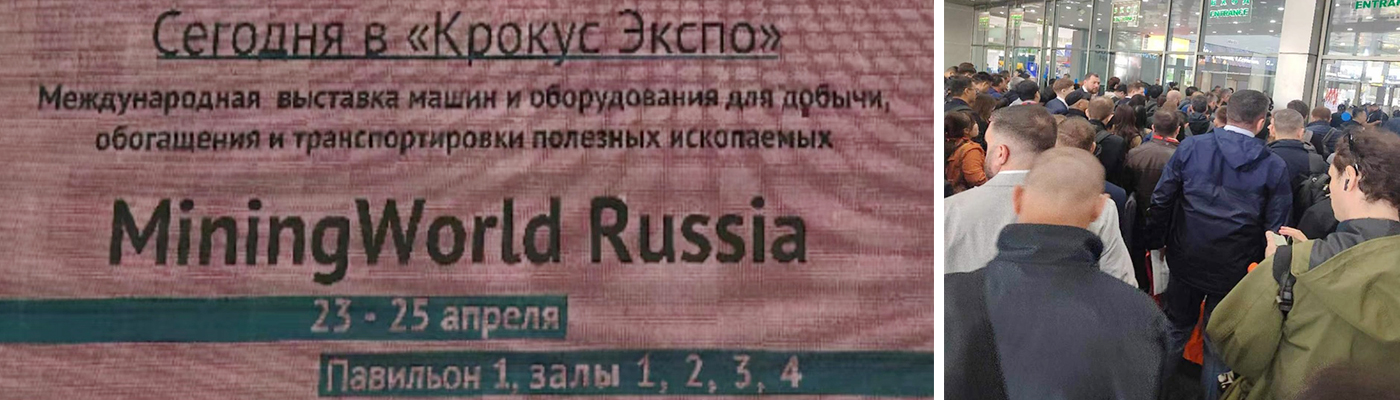 Сегодня в «Крокус Экспо»
Международная выставка машин и оборудования для добычи,
обогащения и транспортировки полезных ископаемых
MiningWorld Russia
23 - 25 апреля
Павильон 1, залы 1, 2, 3, 4
ENTRANCE